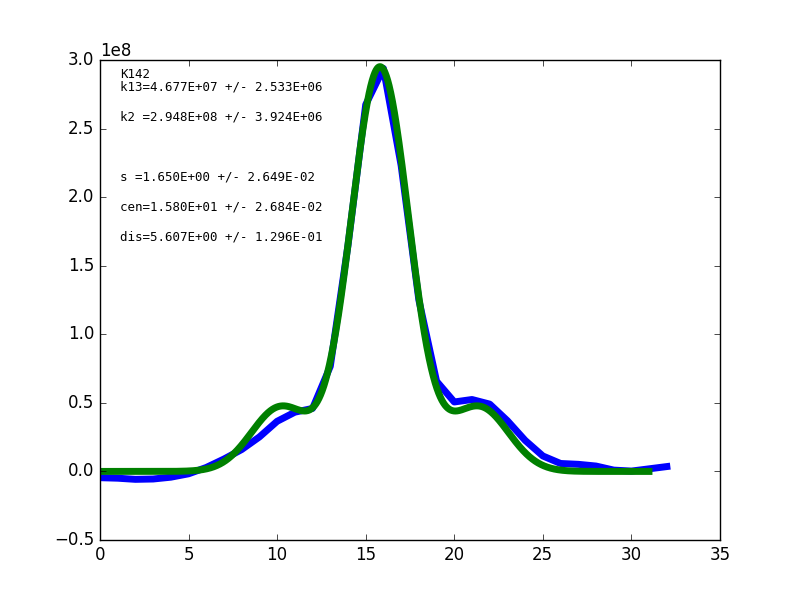 1e8
3.0
K142
k13=4.677E+07 +/- 2.533E+06
k2 =2.948E+08 +/- 3.924E+06
2.5
s =1.650E+00 +/- 2.649E-02
2.0
cen=1.580E+01 +/- 2.684E-02
dis=5.607E+00 +/- 1.296E-01
1.5
1.0
0.5
0.0
−0.5
0 5 10 15 20 25 30 35